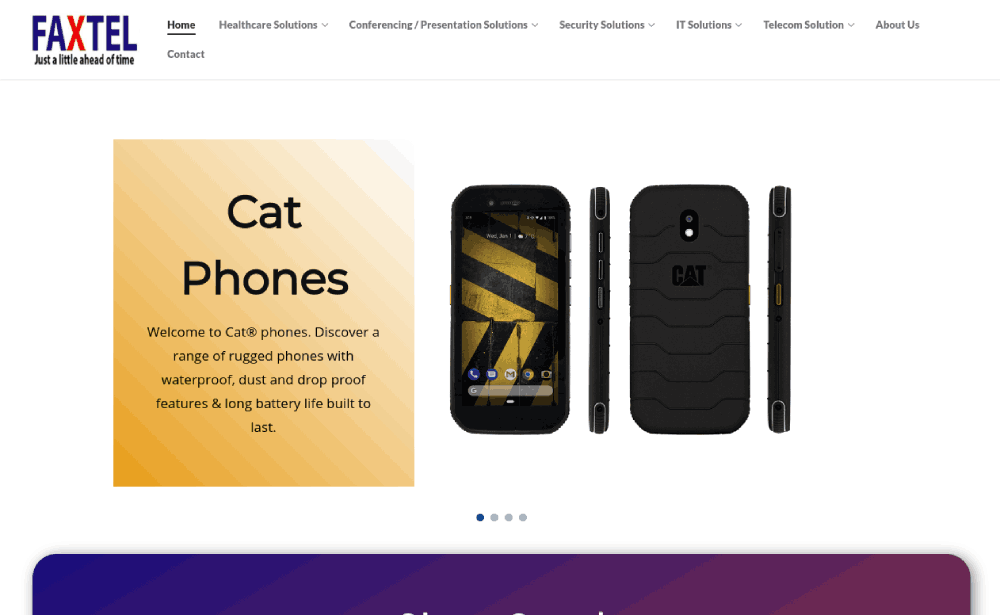 FAXTEL
Just a little ahead of time
Home
Healthcare Solutions
Conferencing / Presentation Solutions
Security Solutions
IT Solutions
Telecom Solution
About Us
Contact
Cat
Phones
Welcome to Cat® phones. Discover a
range of rugged phones with
waterproof, dust and drop proof
features & long battery life built to
last.
CAT